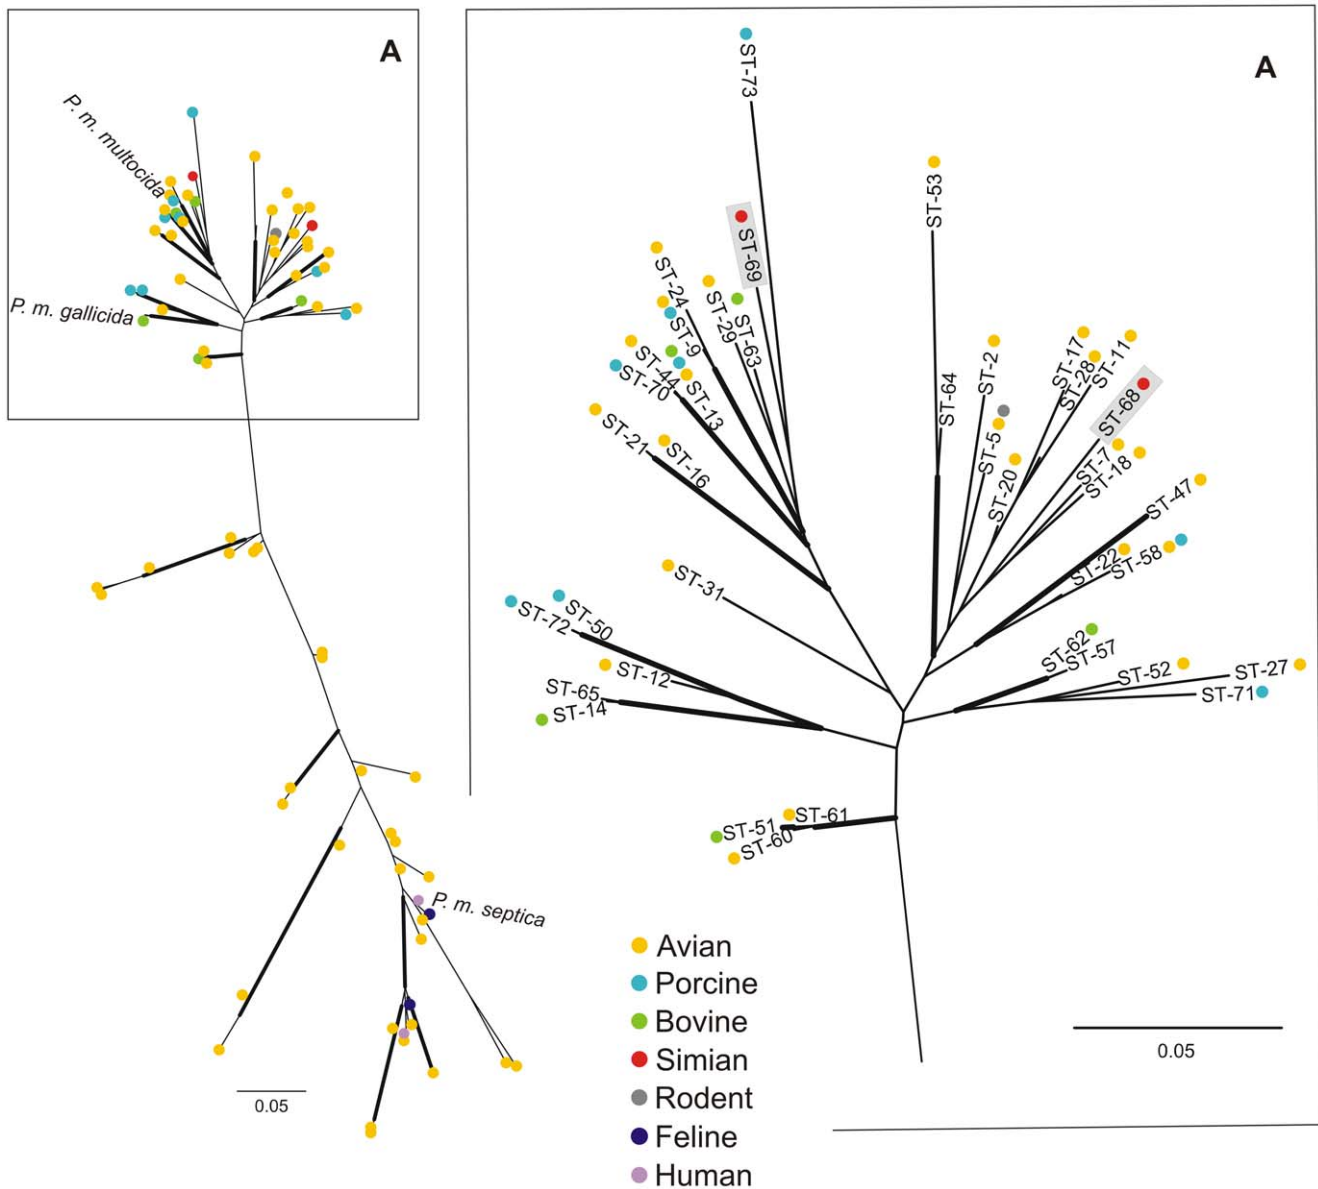 A
P. m. multocida
P. m. gallicida
P. m. septica
0.05
A
ST-73
ST-69
ST-24
ST-29
ST-63
ST-9
ST-44
ST-70
ST-13
ST-21
ST-16
ST-31
ST-50
ST-72
ST-12
ST-65
ST-14
ST-61
ST-51
ST-60
ST-53
ST-64
ST-2
ST-5
ST-20
ST-17
ST-28
ST-11
ST-68
ST-7
ST-18
ST-47
ST-22
ST-58
ST-62
ST-57
ST-52
ST-27
ST-71
0.05
Avian
Porcine
Bovine
Simian
Rodent
Feline
Human